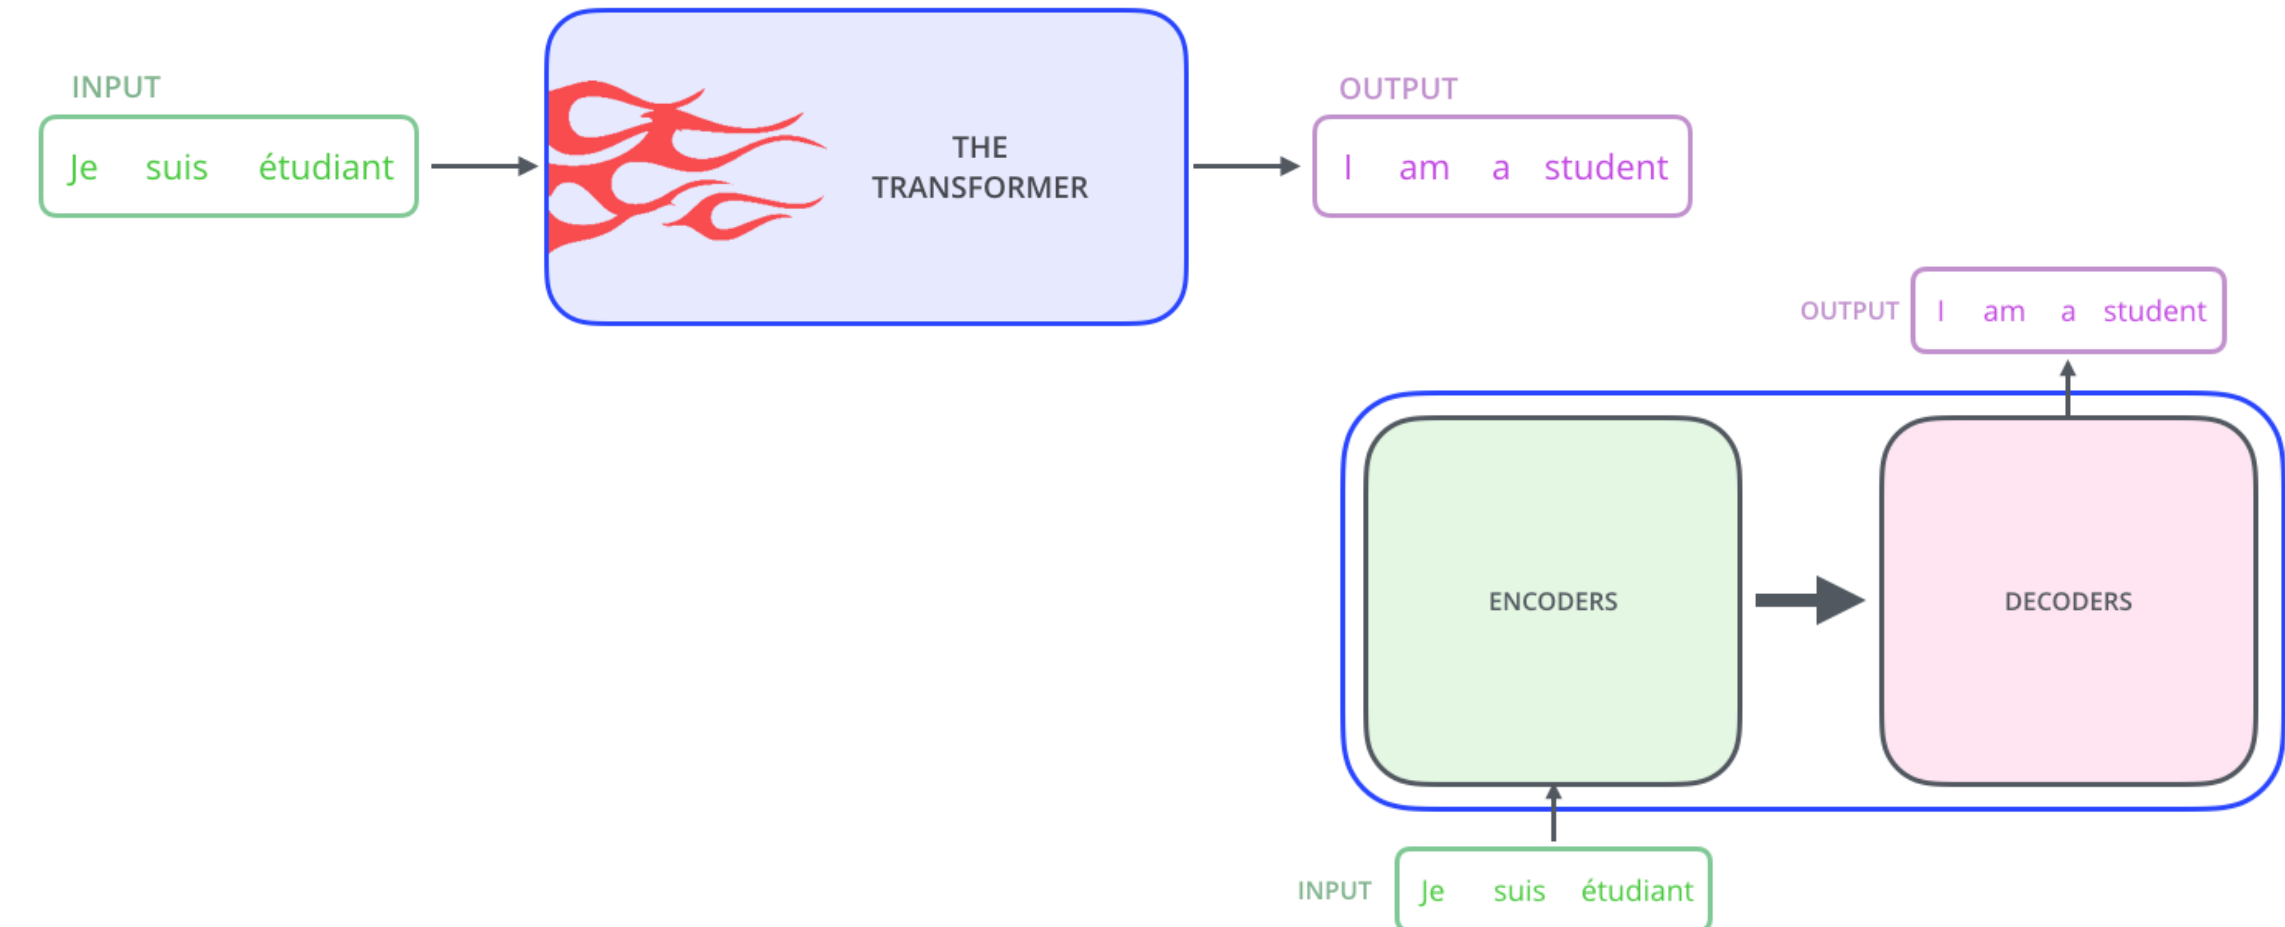 INPUT
Je suis étudiant
THE
TRANSFORMER
OUTPUT
I am a student
OUTPUT I am a student
ENCODERS
DECODERS
INPUT Je suis étudiant